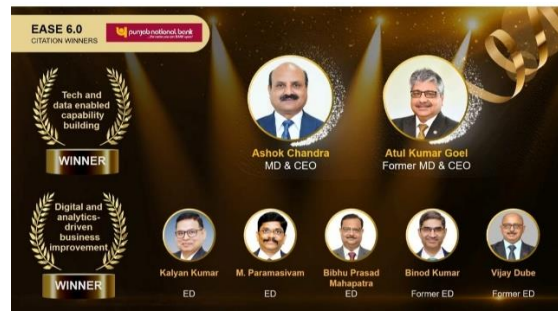 EASE 6.0
CITATION WINNERS
punjab national bank
Tech and
data enabled
capability
building
WINNER
Ashok Chandra
MD & CEO
Atul Kumar Goel
Former MD & CEO
Digital and
analytics-
driven
business
improvement
WINNER
Kalyan Kumar
ED
M. Paramasivam
ED
Bibhu Prasad
Mahapatra
ED
Binod Kumar
Former ED
Vijay Dube
Former ED